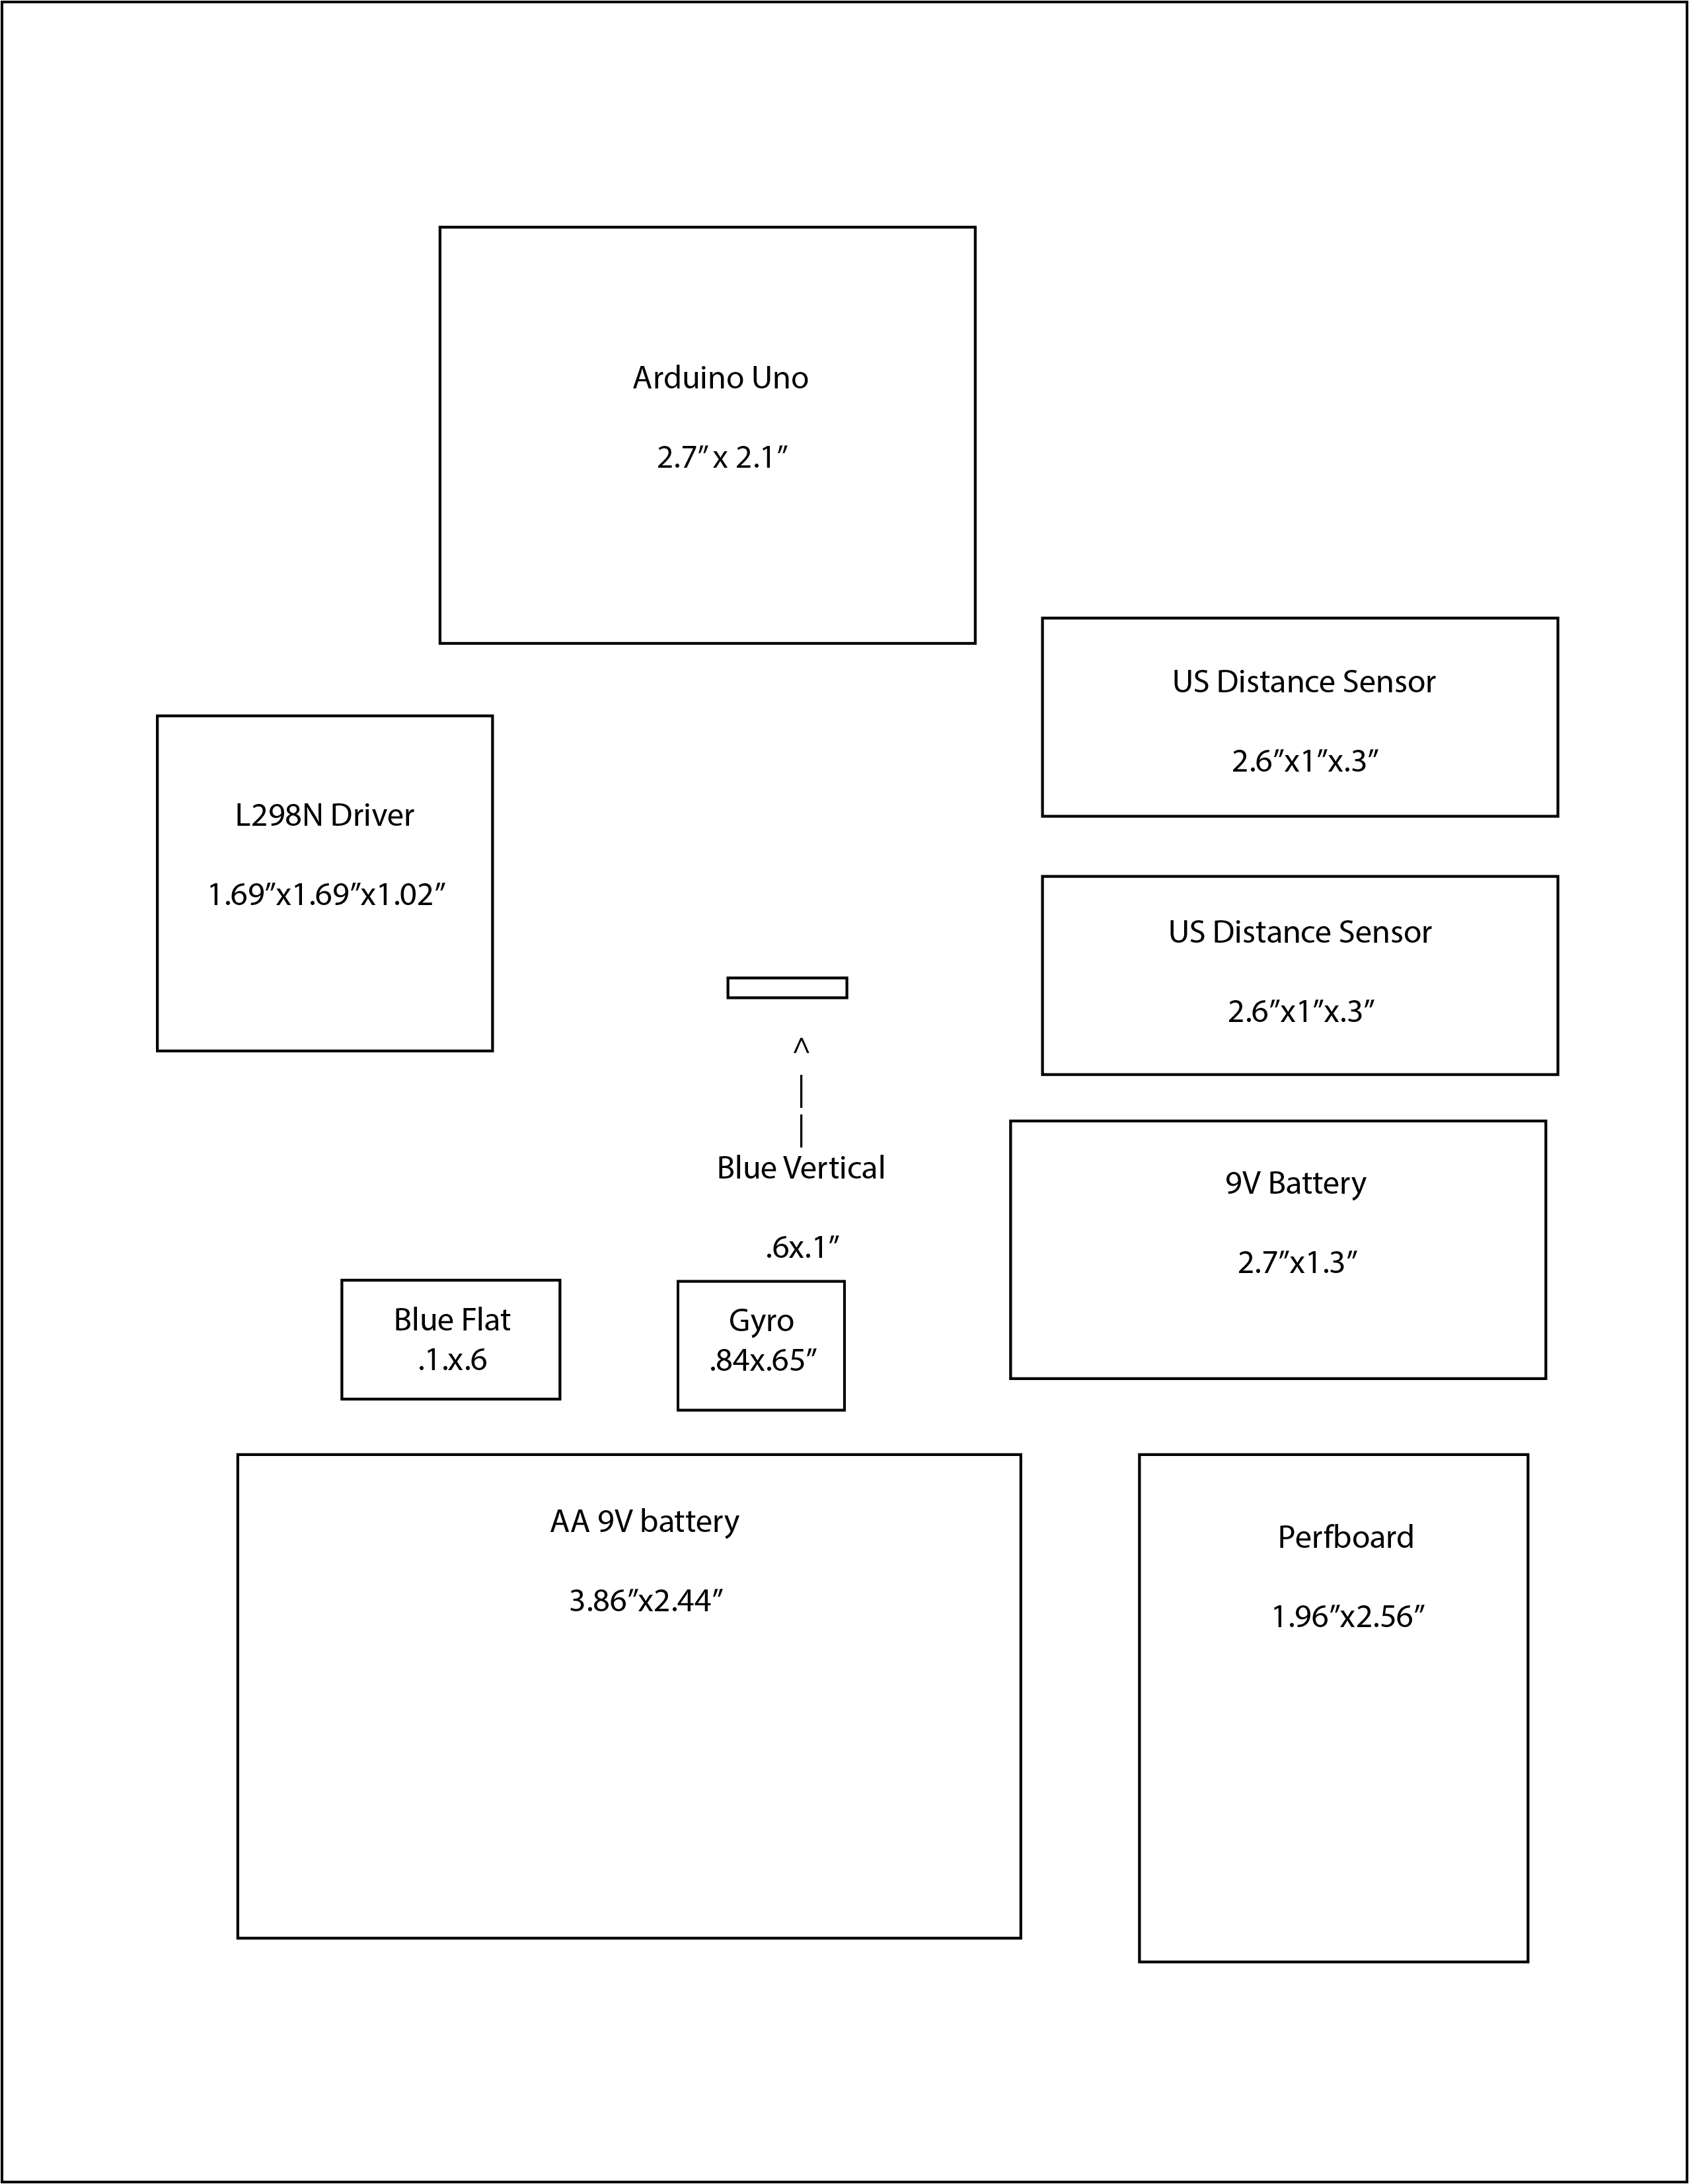 Arduino Uno
2.7” x 2.1”
US Distance Sensor
2.6”x1”x.3”
L298N Driver
1.69”x1.69”x1.02”
US Distance Sensor
2.6”x1”x.3”
^
|
|
Blue Vertical
.6x.1”
9V Battery
2.7”x1.3”
Blue Flat
.1.x.6
Gyro
.84x.65”
AA 9V battery
3.86”x2.44”
Perfboard
1.96”x2.56”